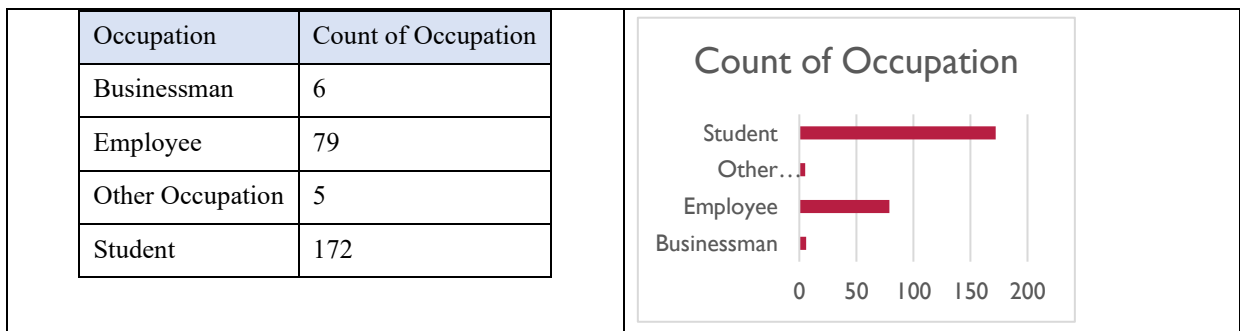 Occupation Count of Occupation
Businessman 6
Employee 79
Other Occupation 5
Student 172
Count of Occupation
Student
Other...
Employee
Businessman
0 50 100 150 200